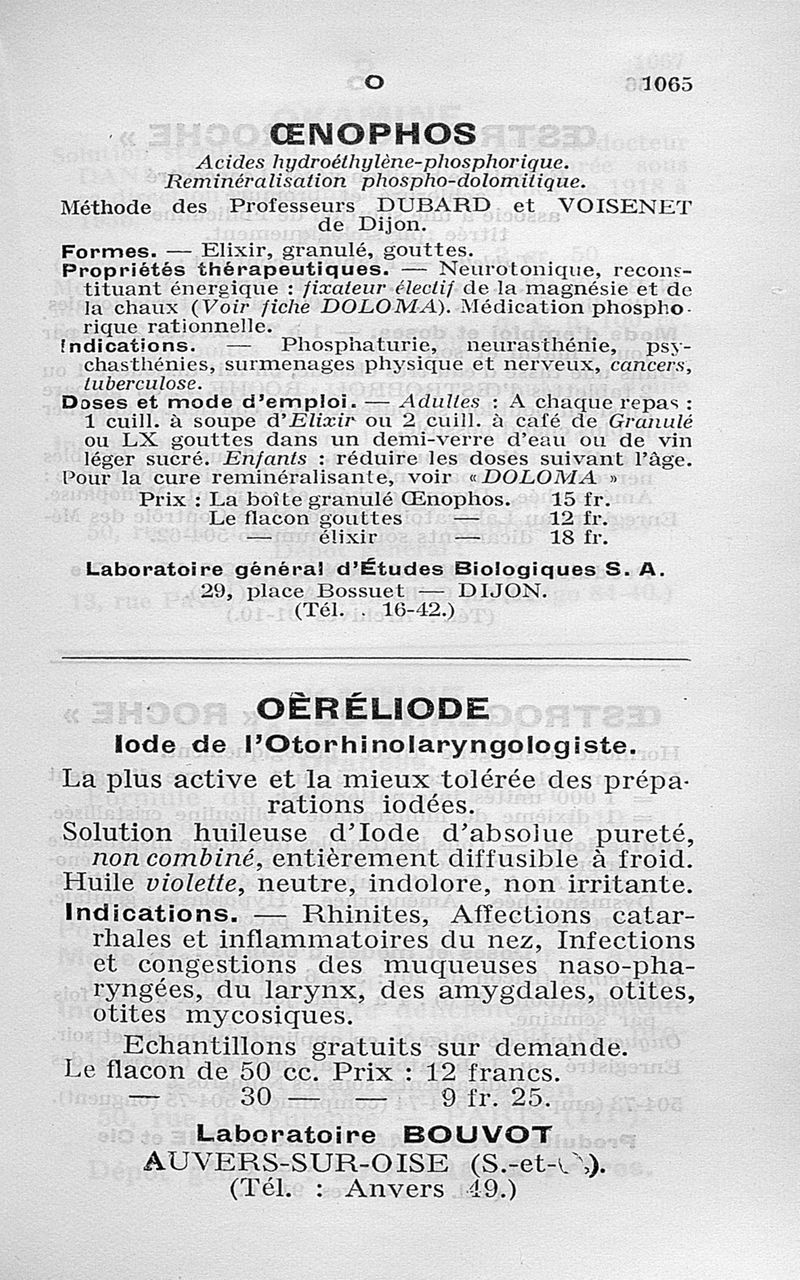 O 1065
ŒNOPHOS
Acides hydroéthylène-phosphorique.
Reminéralisation phospho-dolomitique.
Méthode des Professeurs DUBARD et VOISENET
de Dijon.
Formes. — Elixir, granulé, gouttes.
Propriétés thérapeutiques. — Neurotonique, recons-
tituant énergique : fixateur électif de la magnésie et de
la chaux (Voir fiche DOLOMA). Médication phospho-
rique rationnelle.
Indications. — Phosphaturie, neurasthénie, psy-
chasthénies, surmenages physique et nerveux, cancers,
tuberculose.
Doses et mode d'emploi. — Adultes : A chaque repas :
1 cuill. à soupe d'Elixir ou 2 cuill. à café de Granulé
ou LX gouttes dans un demi-verre d'eau ou de vin
léger sucré. Enfants : réduire les doses suivant l'âge.
Pour la cure reminéralisante, voir « DOLOMA »
Prix : La boîte granulé Œnophos. 15 fr.
Le flacon gouttes — 12 fr.
— élixir — 18 fr.
Laboratoire général d'Études Biologiques S. A.
29, place Bossuet — DIJON.
(Tél. . 16-42.)
OÈRÉLIODE
Iode de l'Otorhinolaryngologiste.
La plus active et la mieux tolérée des prépa-
rations iodées.
Solution huileuse d'Iode d'absolue pureté,
non combiné, entièrement diffusible à froid.
Huile violette, neutre, indolore, non irritante.
Indications. — Rhinites, Affections catar-
rhales et inflammatoires du nez, Infections
et congestions des muqueuses naso-pha-
ryngées, du larynx, des amygdales, otites,
otites mycosiques.
Echantillons gratuits sur demande.
Le flacon de 50 cc. Prix : 12 francs.
— 30 — — 9 fr. 25.
Laboratoire BOUVOT
AUVERS-SUR-OISE (S.-et-
(Tél. : Anvers 49.)